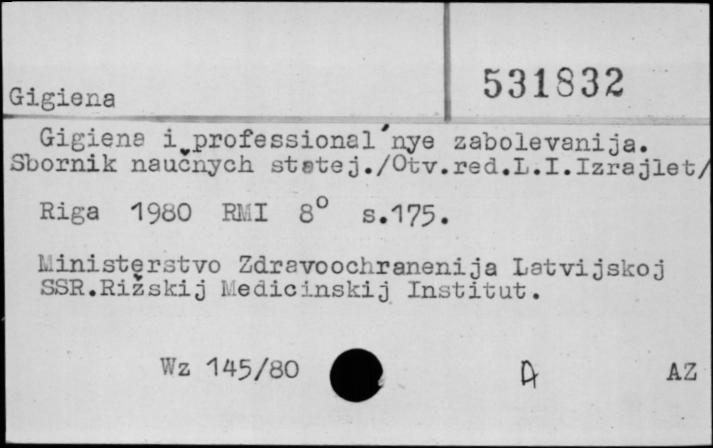 531832
Gigiena
Gigiena i professional'nye zabolevanija.
Sbornik naučnych statej./Otv.red.L.I.Izrajlet/
Riga 1980 RMI 8° s.175.
Ministerstvo Zdravoochranenija Latvijskoj
SSR.Rižskij Medicinskij Institut.
Wz 145/80 A AZ